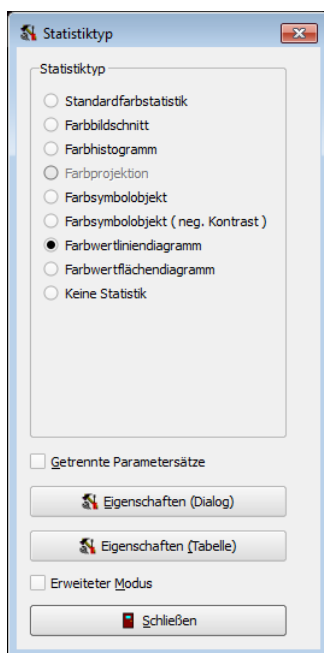 Statistiktyp
Statistiktyp
Standardfarbstatistik
Farbbildschnitt
Farbhistogramm
Farbprojektion
Farbsymbolobjekt
Farbsymbolobjekt ( neg. Kontrast )
Farbwertliniendiagramm
Farbwertflächendiagramm
Keine Statistik
Getrennte Parametersätze
Eigenschaften (Dialog)
Eigenschaften (Tabelle)
Erweiteter Modus
Schließen